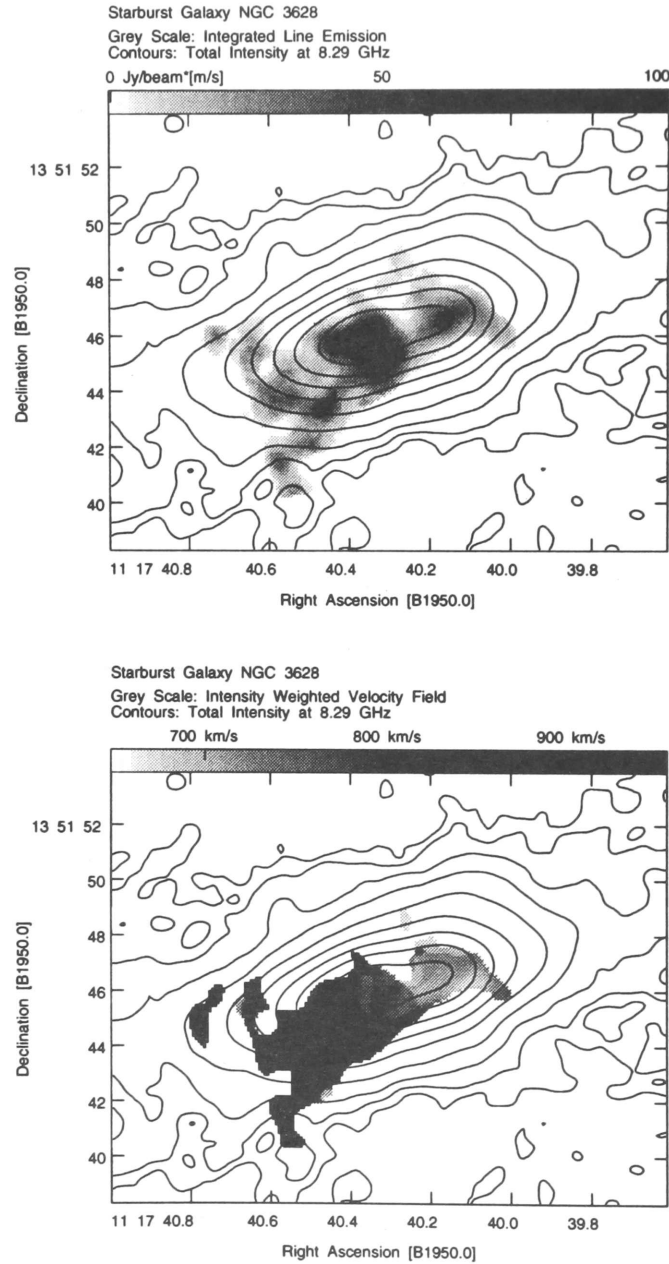 Starburst Galaxy NGC 3628
Grey Scale: Integrated Line Emission
Contours: Total Intensity at 8.29 GHz
0 Jy/beam*[m/s] 50 100
13 51 52
50
48
46
44
42
40
Declination [B1950.0]
11 17 40.8 40.6 40.4 40.2 40.0 39.8
Right Ascension [B1950.0]
Starburst Galaxy NGC 3628
Grey Scale: Intensity Weighted Velocity Field
Contours: Total Intensity at 8.29 GHz
700 km/s 800 km/s 900 km/s
13 51 52
50
48
46
44
42
40
Declination [B1950.0]
11 17 40.8 40.6 40.4 40.2 40.0 39.8
Right Ascension [B1950.0]